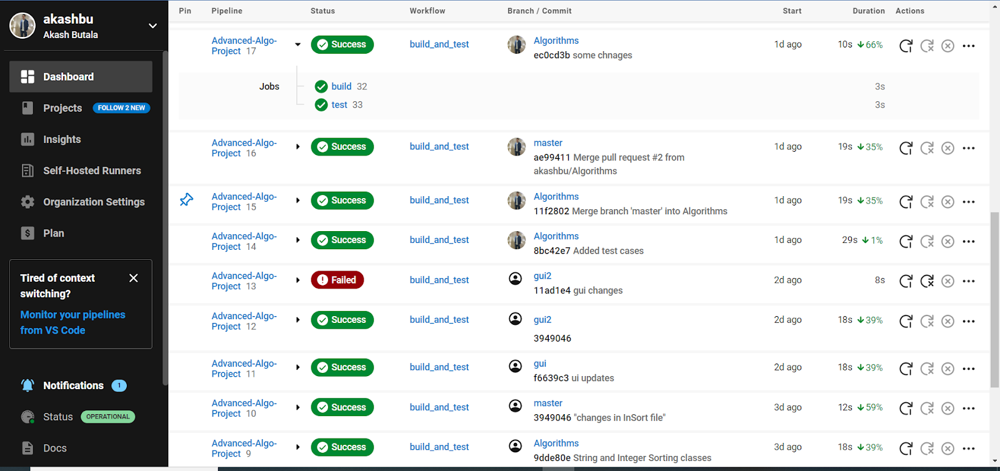 akashbu
Akash Butala
Dashboard
Projects FOLLOW 2 NEW
Insights
Self-Hosted Runners
Organization Settings
$ Plan
Tired of context
switching?
Monitor your pipelines
from VS Code
Notifications 1
Status OPERATIONAL
Docs
Pin Pipeline Status Workflow Branch / Commit Start Duration Actions
Advanced-Algo-
Project 17 Success build_and_test Algorithms 1d ago 10s 66%
ec0cd3b some chnages
Jobs build 32 3s
test 33 3s
Advanced-Algo-
Project 16 Success build_and_test master 1d ago 19s 35%
ae99411 Merge pull request #2 from
akashbu/Algorithms
Advanced-Algo-
Project 15 Success build_and_test Algorithms 1d ago 19s 35%
11f2802 Merge branch 'master' into Algorithms
Advanced-Algo-
Project 14 Success build_and_test Algorithms 1d ago 29s 1%
8bc42e7 Added test cases
Advanced-Algo-
Project 13 Failed build_and_test gui2 2d ago 8s
11ad1e4 gui changes
Advanced-Algo-
Project 12 Success build_and_test gui2 2d ago 18s 39%
3949046
Advanced-Algo-
Project 11 Success build_and_test gui 2d ago 18s 39%
f6639c3 ui updates
Advanced-Algo-
Project 10 Success build_and_test master 3d ago 12s 59%
3949046 "changes in InSort file"
Advanced-Algo-
Project 9 Success build_and_test Algorithms 3d ago 18s 39%
9dde80e String and Integer Sorting classes